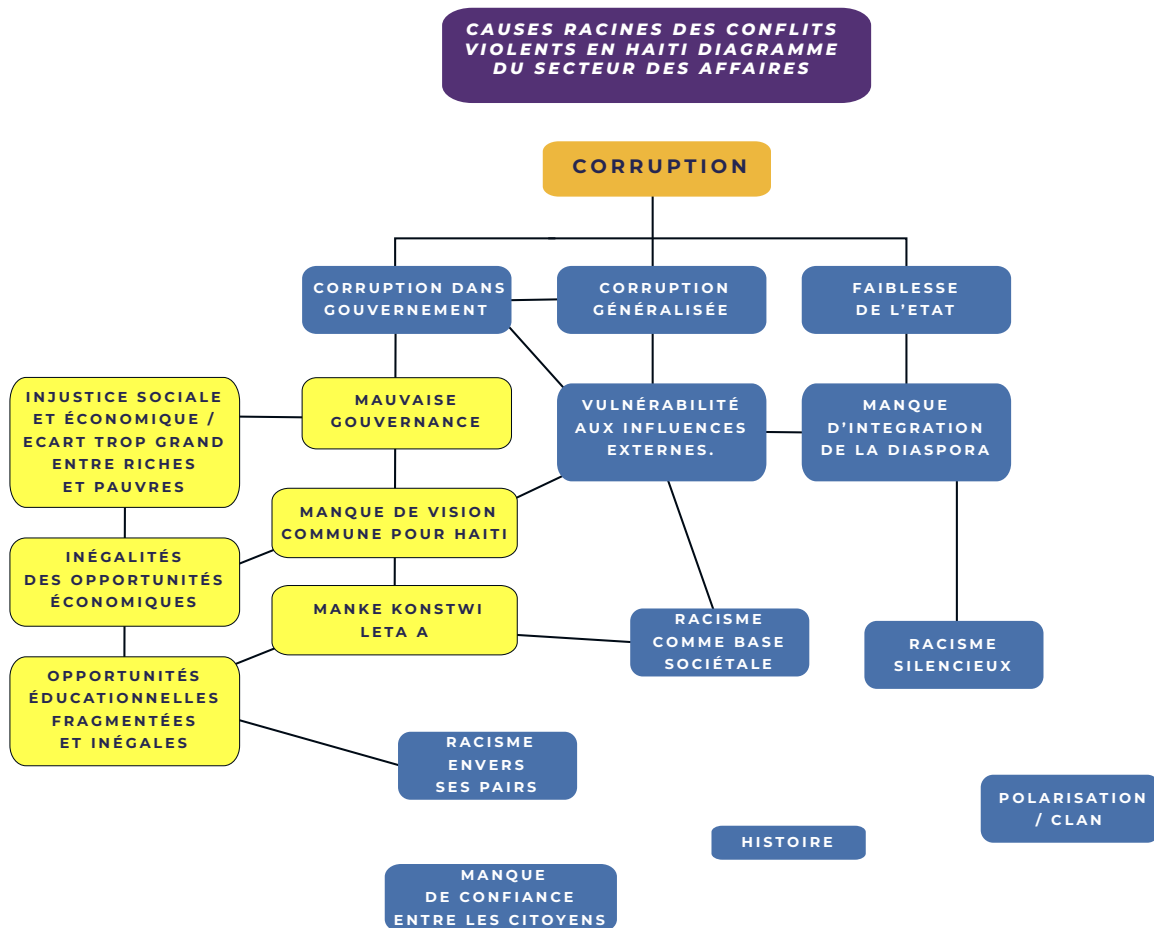 CAUSES RACINES DES CONFLITS
VIOLENTS EN HAITI DIAGRAMME
DU SECTEUR DES AFFAIRES
CORRUPTION
CORRUPTION DANS
GOUVERNEMENT
CORRUPTION
GÉNÉRALISÉE
FAIBLESSE
DE L'ETAT
INJUSTICE SOCIALE
ET ÉCONOMIQUE /
ECART TROP GRAND
ENTRE RICHES
ET PAUVRES
MAUVAISE
GOUVERNANCE
VULNÉRABILITÉ
AUX INFLUENCES
EXTERNES.
MANQUE
D'INTEGRATION
DE LA DIASPORA
MANQUE DE VISION
COMMUNE POUR HAITI
INÉGALITÉS
DES OPPORTUNITÉS
ÉCONOMIQUES
MANKE KONSTWI
LETA A
RACISME
COMME BASE
SOCIÉTALE
RACISME
SILENCIEUX
OPPORTUNITÉS
ÉDUCATIONNELLES
FRAGMENTÉES
ET INÉGALES
RACISME
ENVERS
SES PAIRS
POLARISATION
/ CLAN
HISTOIRE
MANQUE
DE CONFIANCE
ENTRE LES CITOYENS